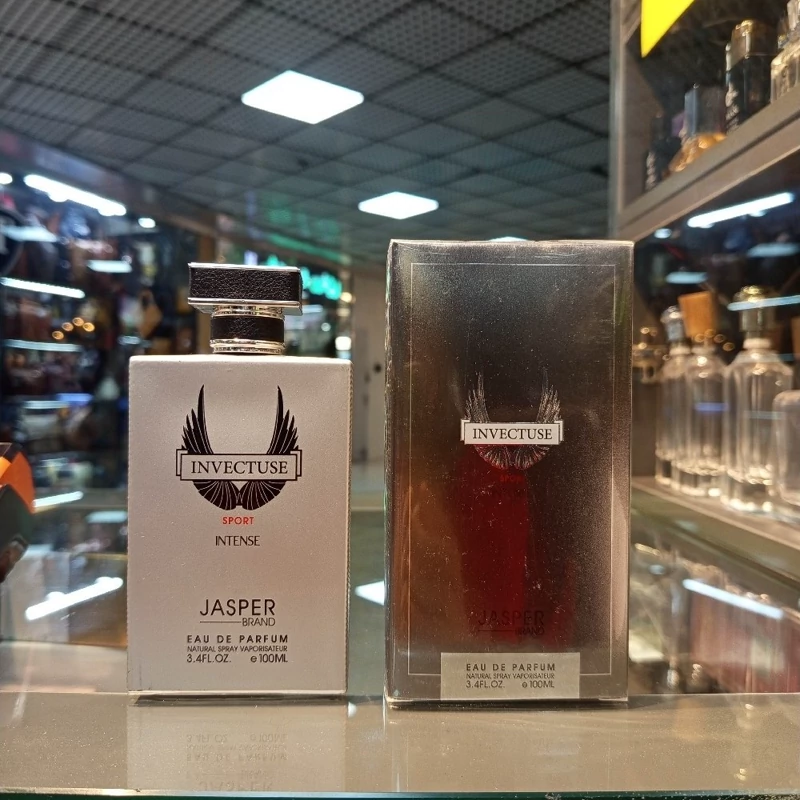 INVECTUSE
SPORT
INTENSE
JASPER
BRAND
EAU DE PARFUM
NATURAL SPRAY VAPORISATEUR
3.4FL.OZ. e 100ML
INVECTUSE
JASPER
BRAND
EAU DE PARFUM
NATURAL SPRAY VAPORISATEUR
3.4FL.OZ. e 100ML